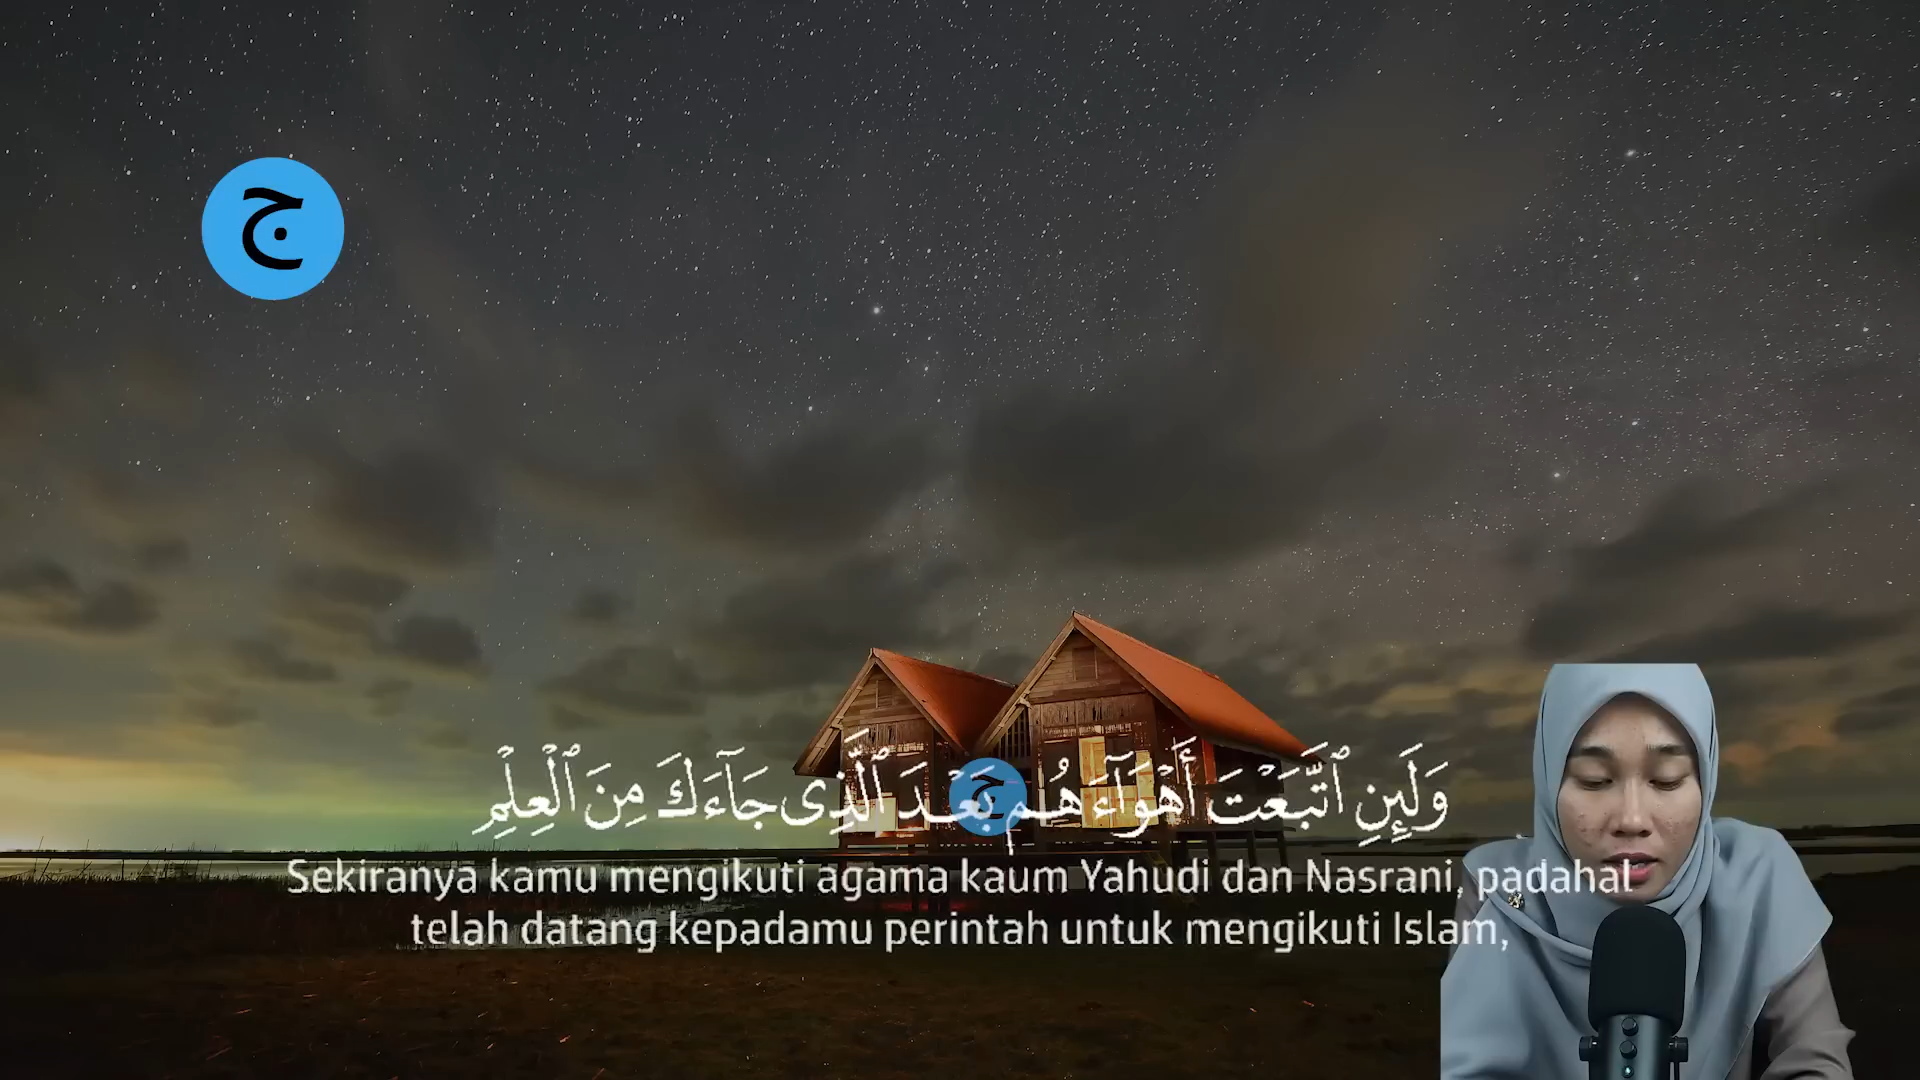 ج
وَلَئِنِ ٱتَّبَعْتَ أَهْوَآءَهُم بَعْدَ ٱلَّذِى جَآءَكَ مِنَ ٱلْعِلْمِ
ج
Sekiranya kamu mengikuti agama kaum Yahudi dan Nasrani, padahal
telah datang kepadamu perintah untuk mengikuti Islam,